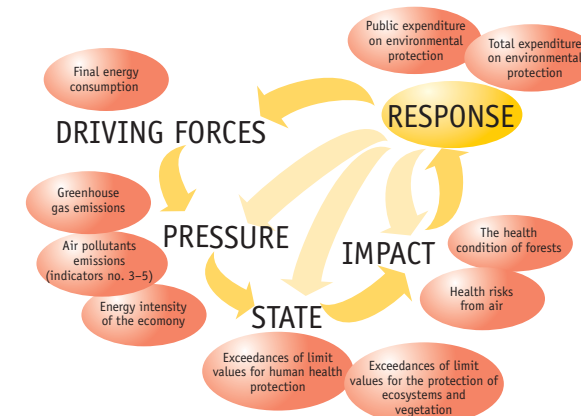 Public expenditure
on environmental
protection
Total expenditure
on environmental
protection
Final energy
consumption
RESPONSE
DRIVING FORCES
Greenhouse
gas emissions
PRESSURE
Air pollutants
emissions
(indicators no. 3–5)
IMPACT
The health
condition of forests
Energy intensity
of the ecomony
Health risks
from air
STATE
Exceedances of limit
values for human health
protection
Exceedances of limit
values for the protection of
ecosystems and
vegetation